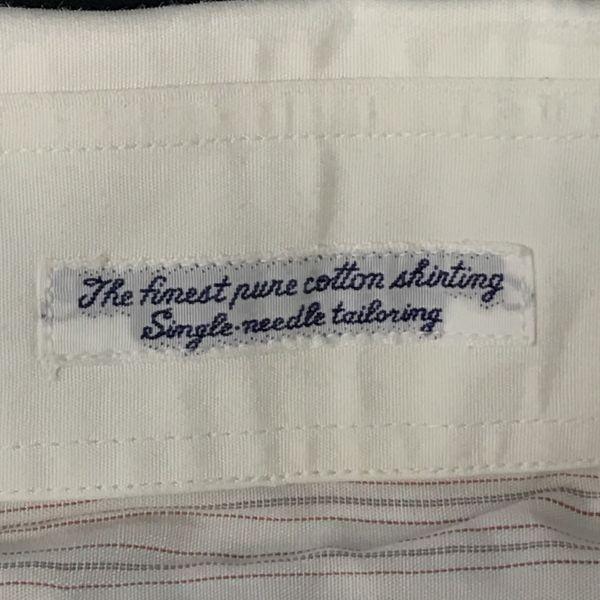 The finest pure cotton shirting
Single-needle tailoring